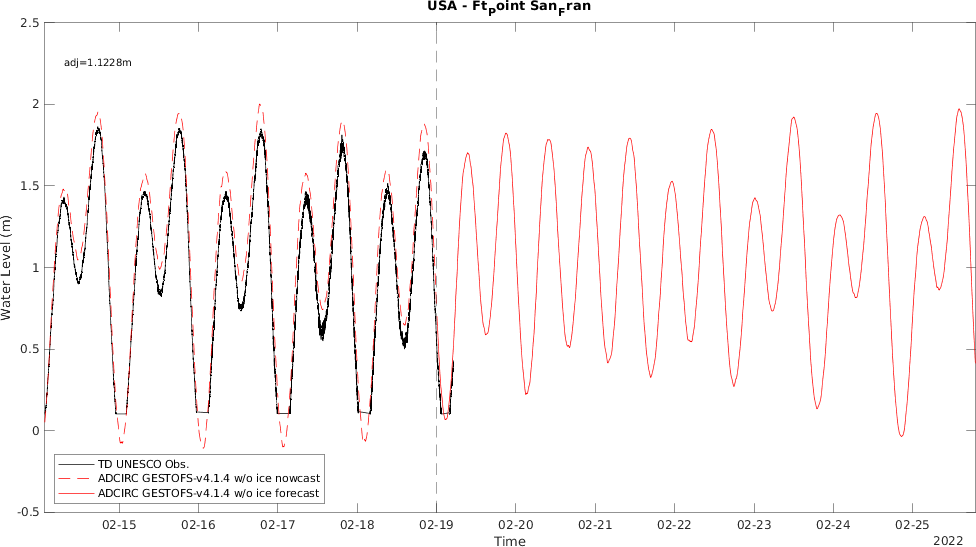 USA - Ft_Point San_Fran
2.5
adj=1.1228m
2
1.5
Water Level (m)
1
0.5
0
TD UNESCO Obs.
ADCIRC GESTOFS-v4.1.4 w/o ice nowcast
ADCIRC GESTOFS-v4.1.4 w/o ice forecast
-0.5
02-15 02-16 02-17 02-18 02-19 02-20 02-21 02-22 02-23 02-24 02-25
Time
2022